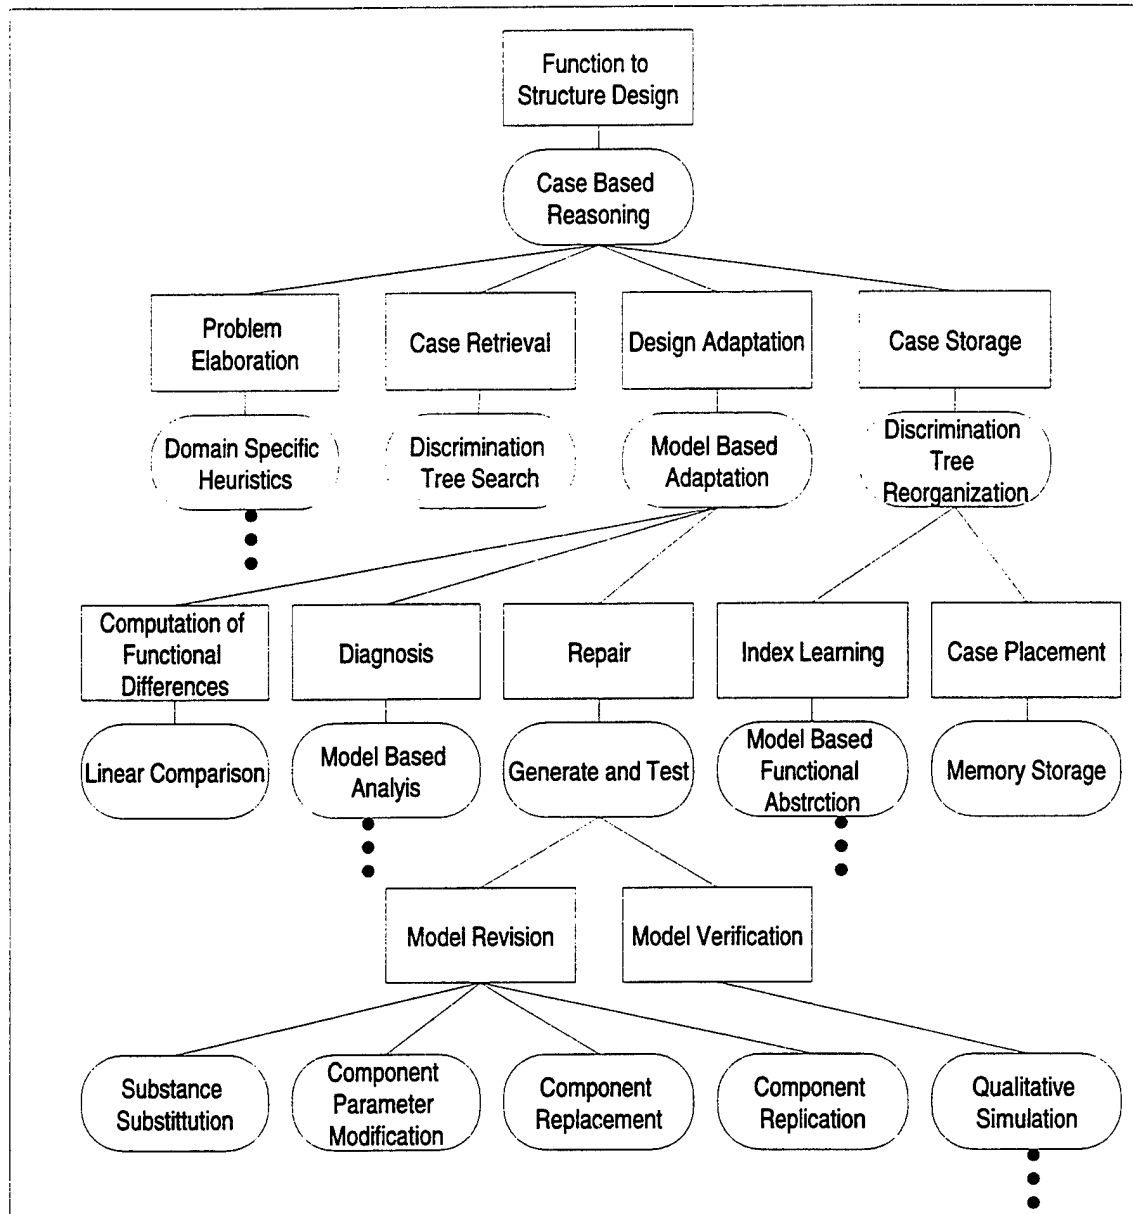 Function to
Structure Design
Case Based
Reasoning
Problem
Elaboration
Case Retrieval
Design Adaptation
Case Storage
Domain Specific
Heuristics
Discrimination
Tree Search
Model Based
Adaptation
Discrimination
Tree
Reorganization
Computation of
Functional
Differences
Diagnosis
Repair
Index Learning
Case Placement
Linear Comparison
Model Based
Analyis
Generate and Test
Model Based
Functional
Abstrction
Memory Storage
Model Revision
Model Verification
Substance
Substittution
Component
Parameter
Modification
Component
Replacement
Component
Replication
Qualitative
Simulation